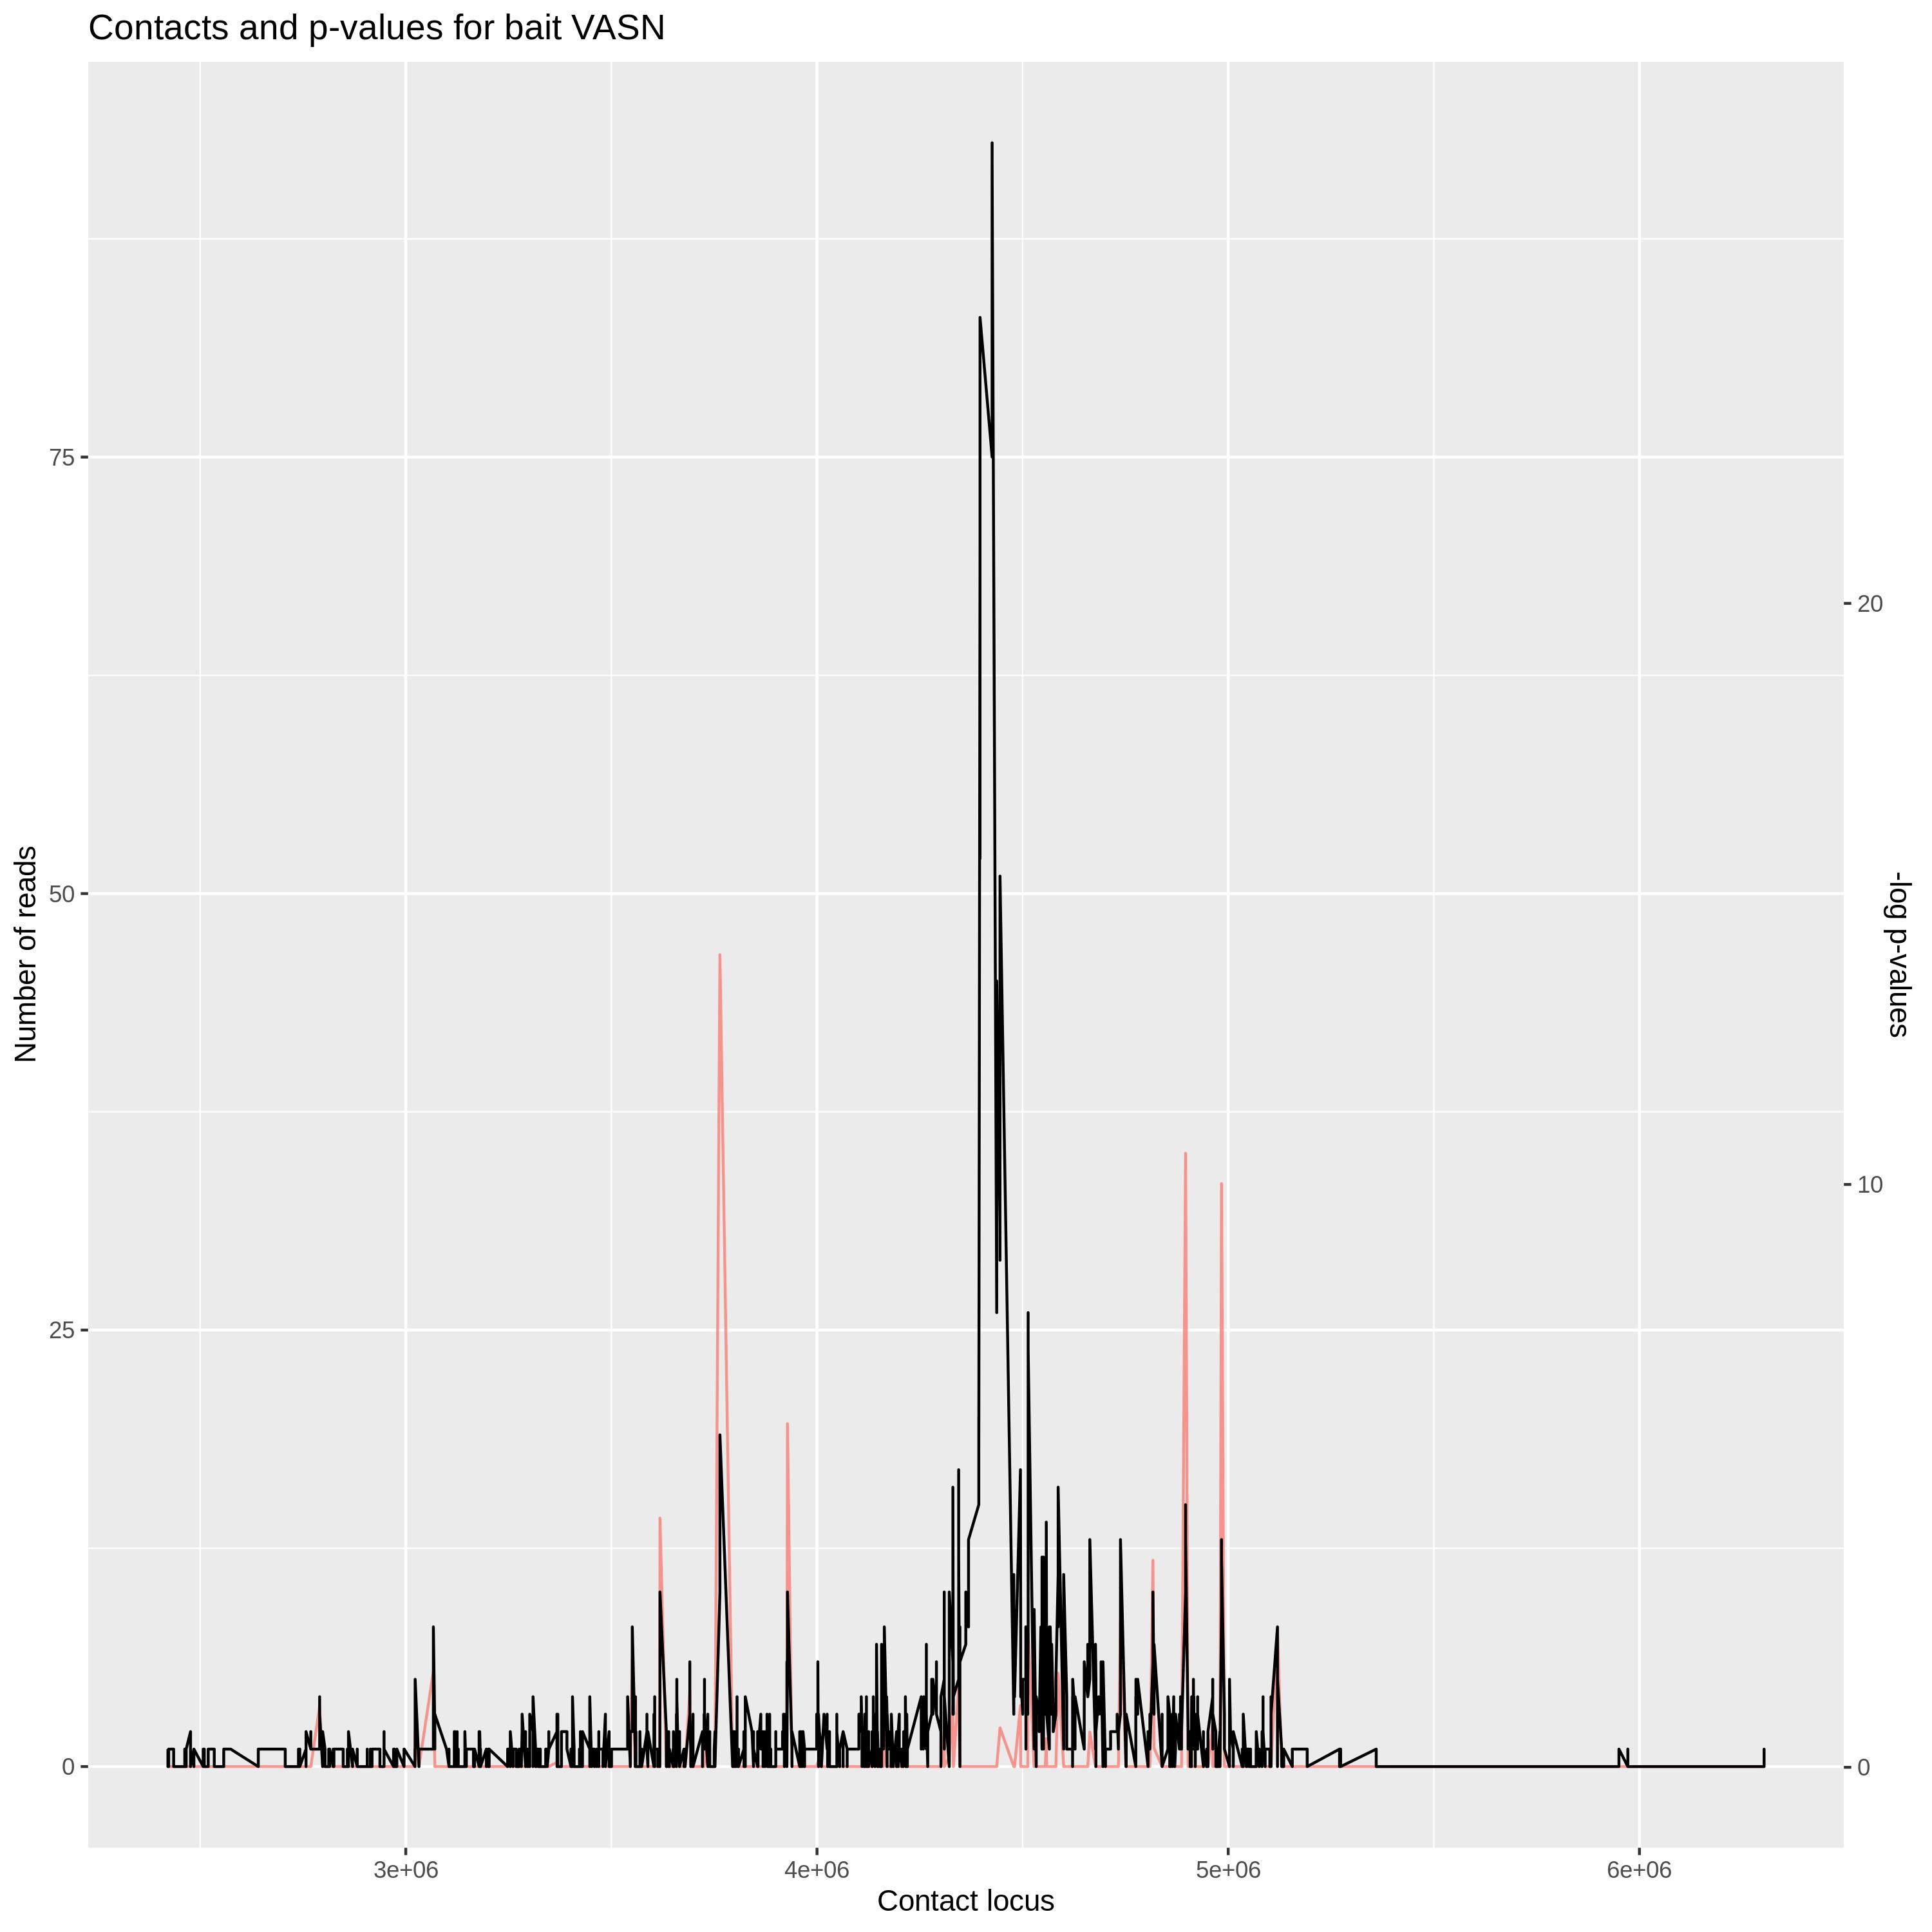 Contacts and p-values for bait VASN
75
50
25
0
20
10
0
Number of reads
-log p-values
3e+06
4e+06
5e+06
6e+06
Contact locus